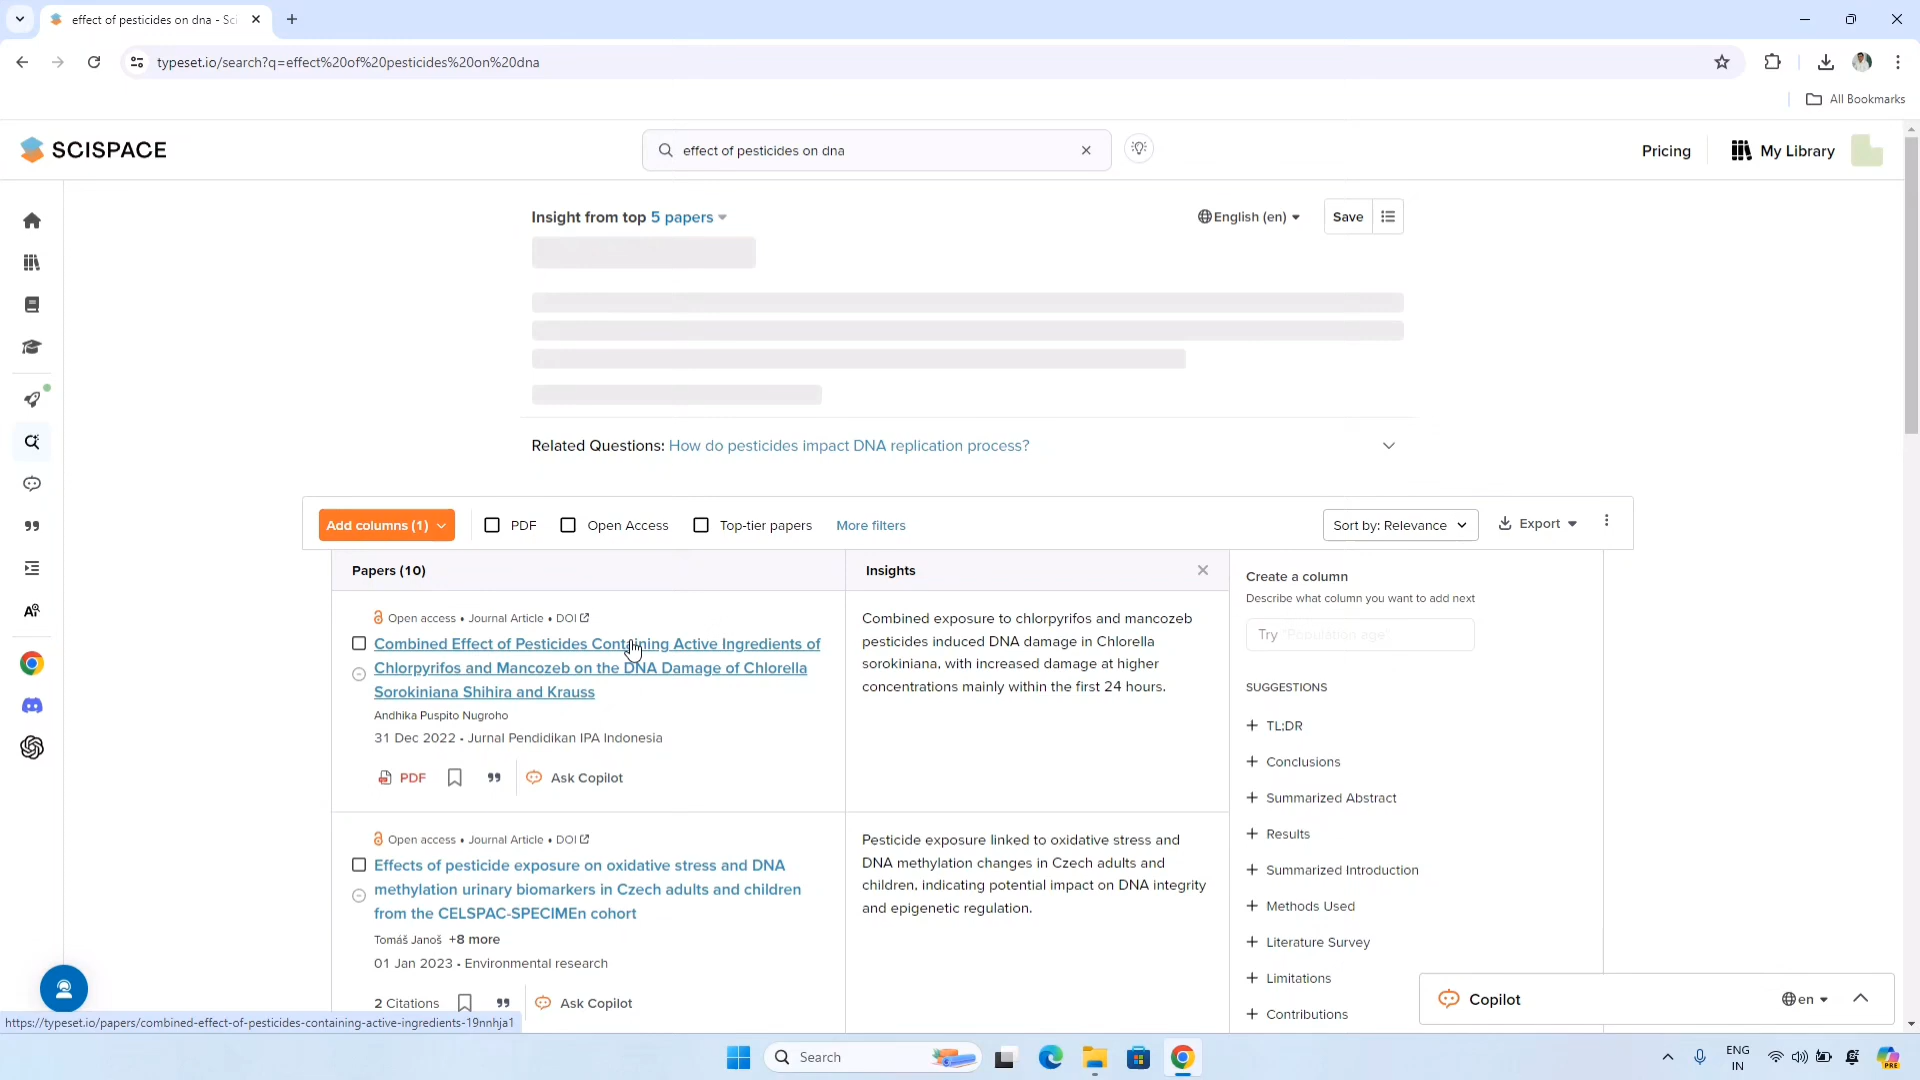 effect of pesticides on dna - Sci
typeset.io/search?q=effect%20of%20pesticides%20on%20dna
All Bookmarks
SCISPACE
effect of pesticides on dna
Pricing
My Library
Insight from top 5 papers
English (en)
Save
Related Questions: How do pesticides impact DNA replication process?
Add columns (1)
PDF
Open Access
Top-tier papers
More filters
Sort by: Relevance
Export
Papers (10)
Insights
Create a column
Describe what column you want to add next
Try "Population age".
SUGGESTIONS
+ TL;DR
+ Conclusions
+ Summarized Abstract
+ Results
+ Summarized Introduction
+ Methods Used
+ Literature Survey
+ Limitations
+ Contributions
Open access • Journal Article • DOI
Combined Effect of Pesticides Containing Active Ingredients of
Chlorpyrifos and Mancozeb on the DNA Damage of Chlorella
Sorokiniana Shihira and Krauss
Andhika Puspito Nugroho
31 Dec 2022 - Jurnal Pendidikan IPA Indonesia
PDF
Ask Copilot
Combined exposure to chlorpyrifos and mancozeb
pesticides induced DNA damage in Chlorella
sorokiniana, with increased damage at higher
concentrations mainly within the first 24 hours.
Open access • Journal Article • DOI
Effects of pesticide exposure on oxidative stress and DNA
methylation urinary biomarkers in Czech adults and children
from the CELSPAC-SPECIMEn cohort
Tomáš Janoš +8 more
01 Jan 2023 - Environmental research
2 Citations
Ask Copilot
Pesticide exposure linked to oxidative stress and
DNA methylation changes in Czech adults and
children, indicating potential impact on DNA integrity
and epigenetic regulation.
Copilot
en
https://typeset.io/papers/combined-effect-of-pesticides-containing-active-ingredients-19nnhja1
Search
ENG
IN
PRE